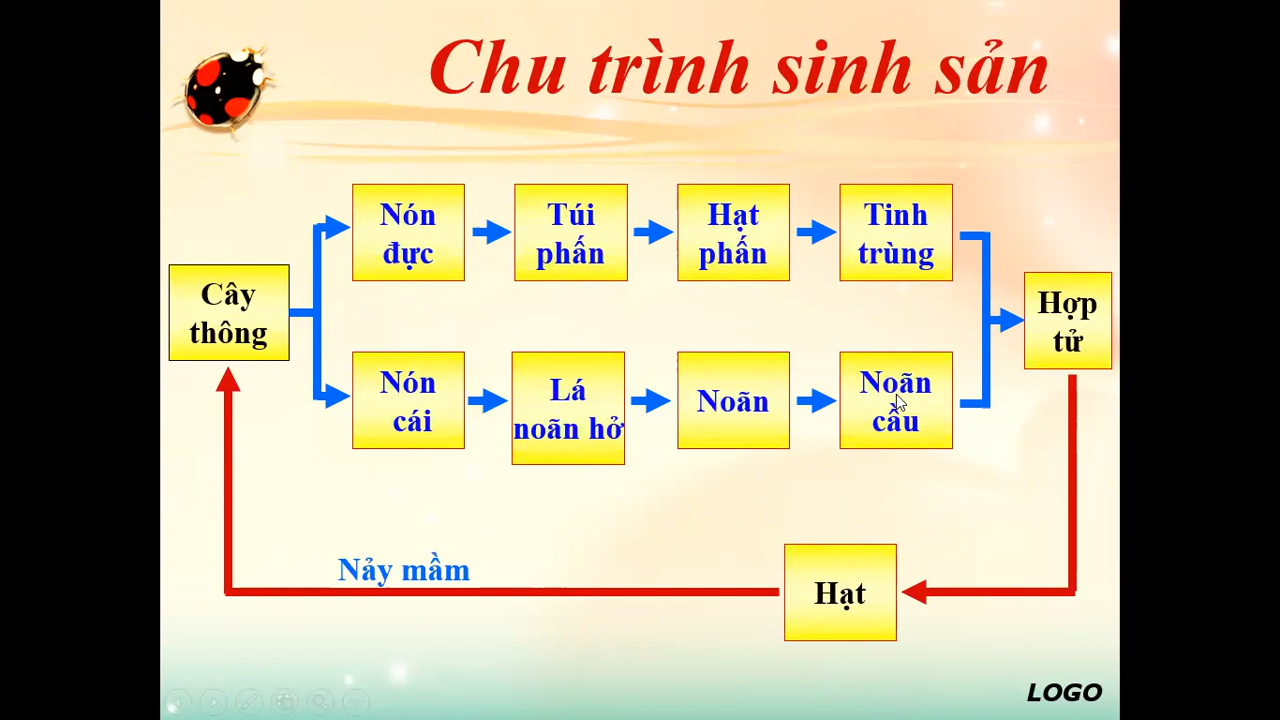 Chu trình sinh sản
Nón
đực
Túi
phấn
Hạt
phấn
Tinh
trùng
Cây
thông
Hợp
tử
Nón
cái
Lá
noãn hở
Noãn
Noãn
cầu
Nảy mầm
Hạt
LOGO